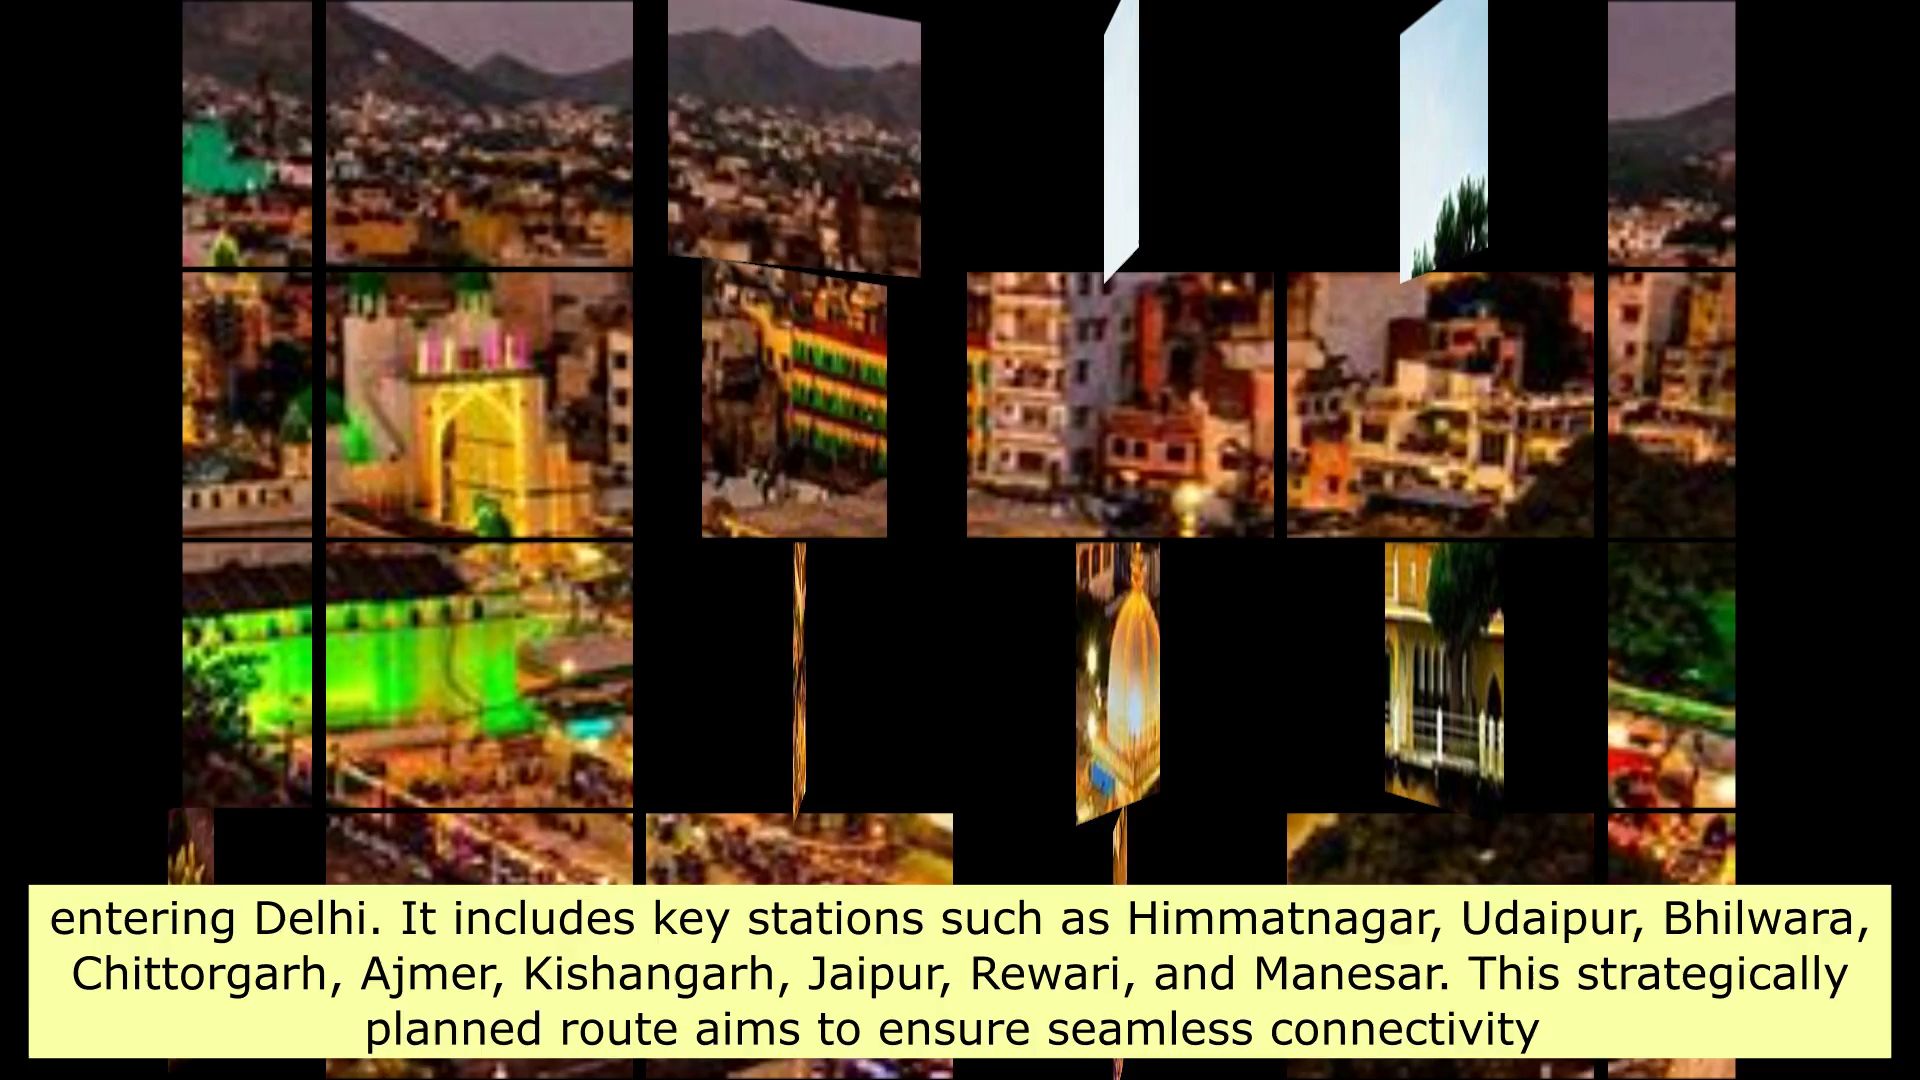 entering Delhi. It includes key stations such as Himmatnagar, Udaipur, Bhilwara,
Chittorgarh, Ajmer, Kishangarh, Jaipur, Rewari, and Manesar. This strategically
planned route aims to ensure seamless connectivity